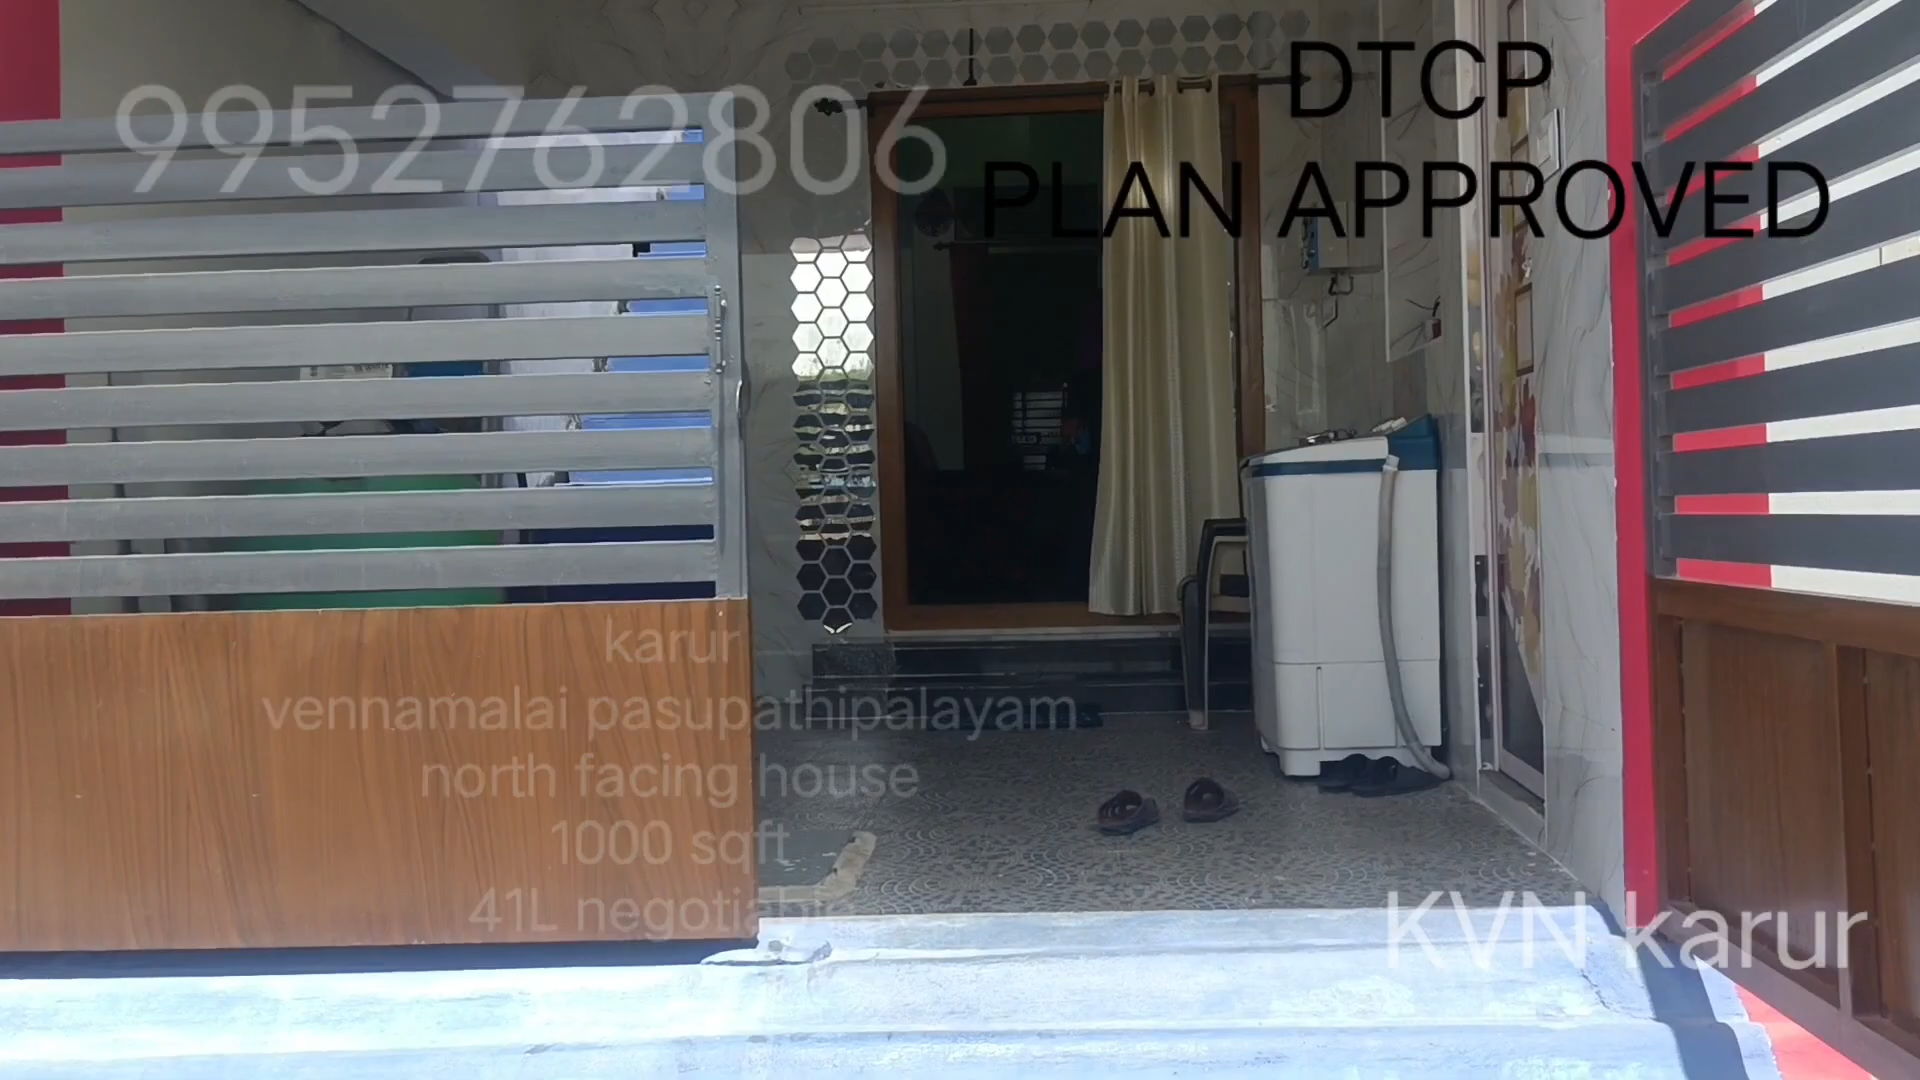 9952762806
DTCP
PLAN APPROVED
karur
vennamalai pasupathipalayam
north facing house
1000 sqft
41L negotiable
KVN karur